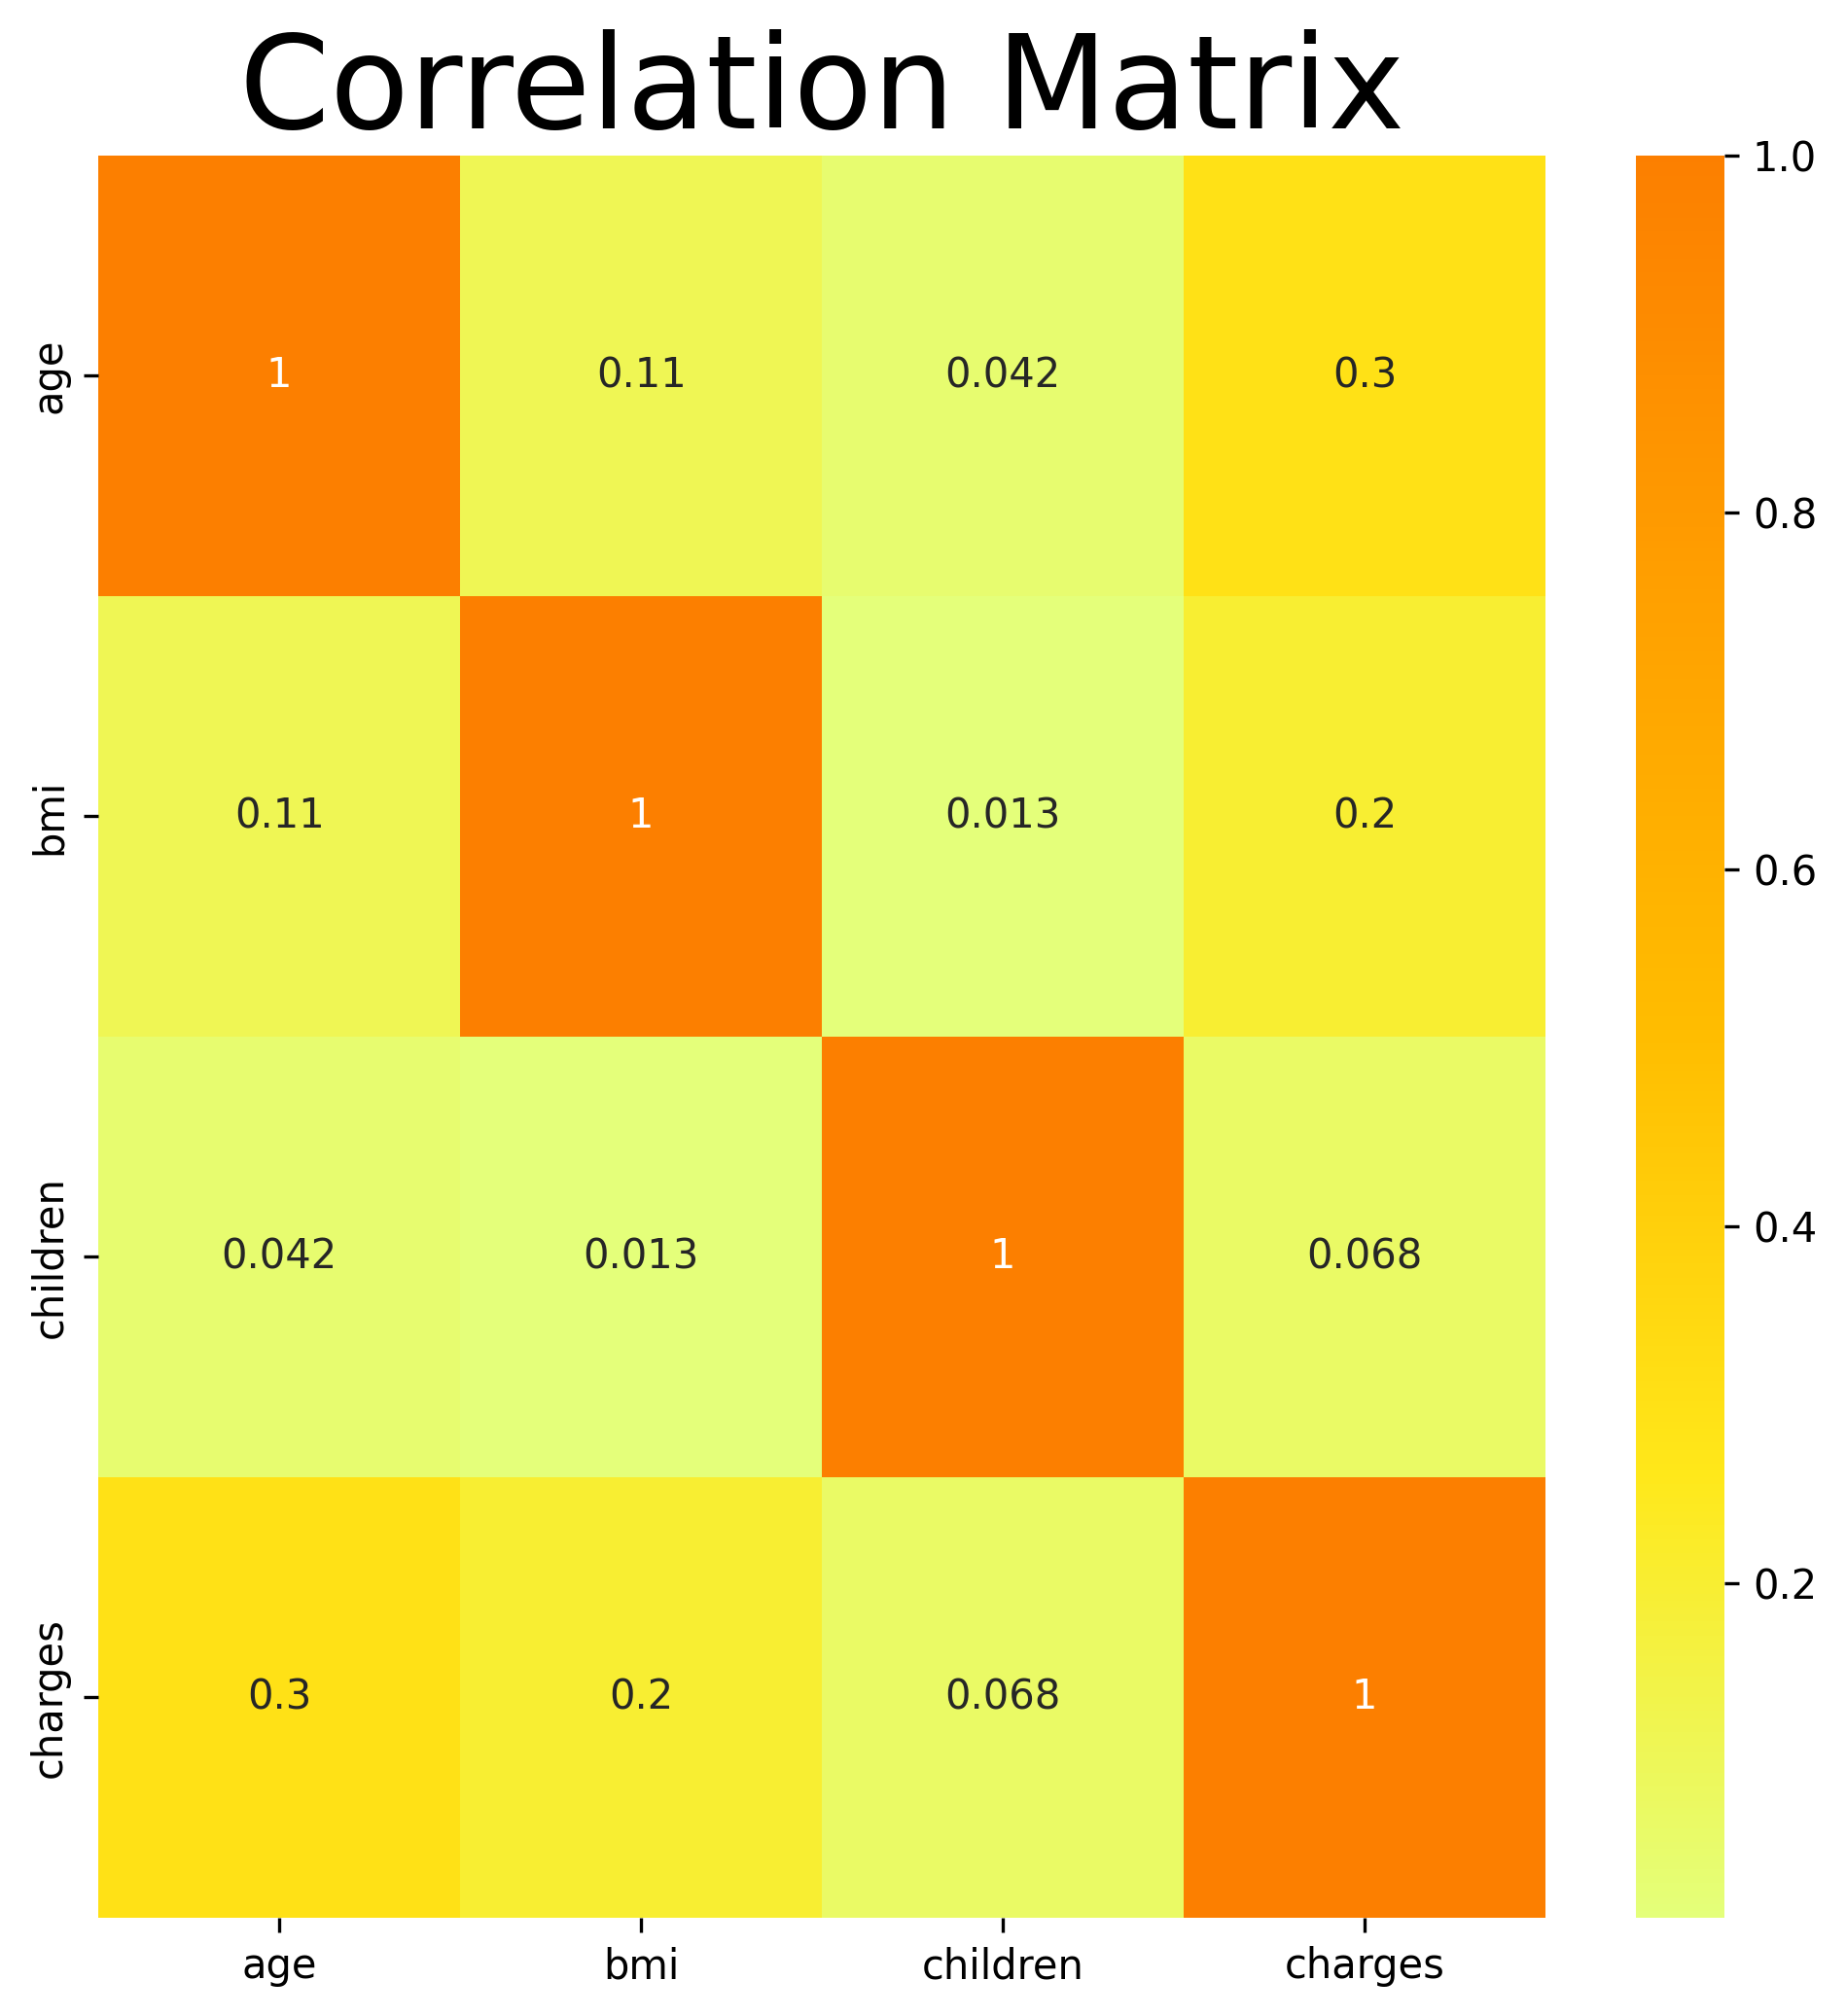 Correlation Matrix
1.0
age 1 0.11 0.042 0.3
0.8
bmi 0.11 1 0.013 0.2
0.6
children 0.042 0.013 1 0.068
0.4
0.2
charges 0.3 0.2 0.068 1
age bmi children charges